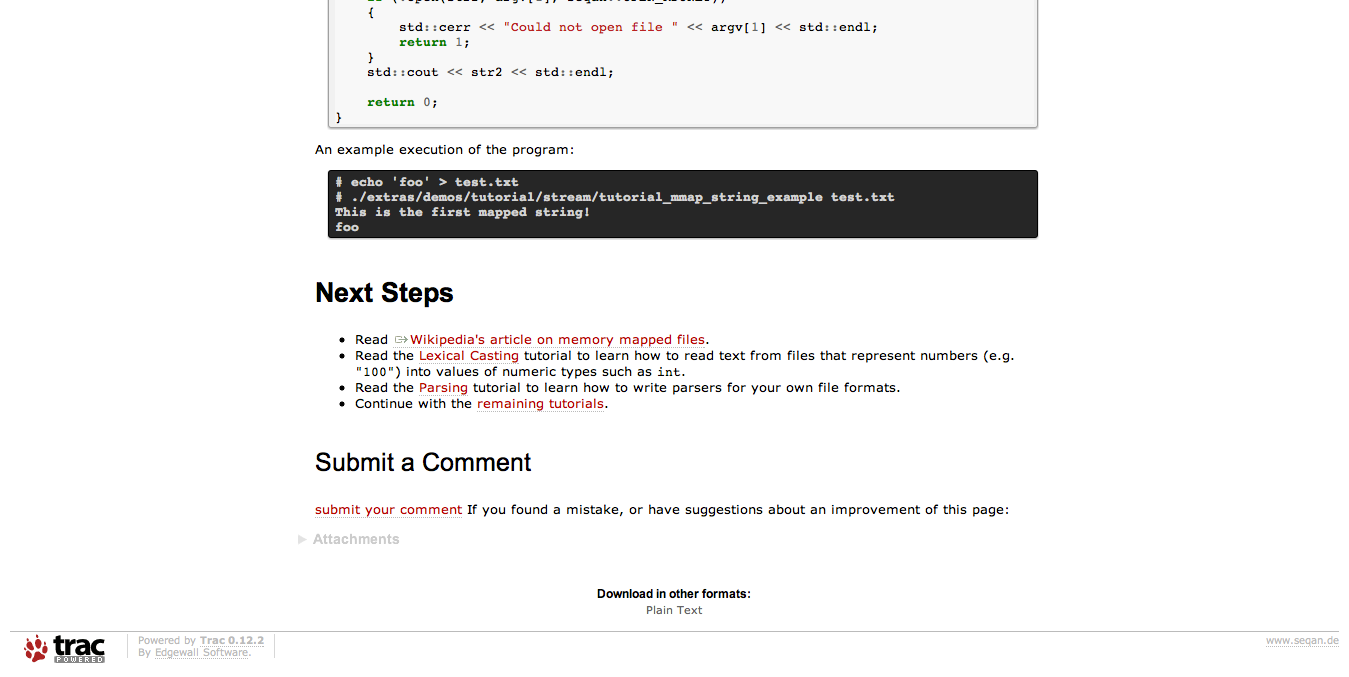 {
std::cerr << "Could not open file " << argv[1] << std::endl;
return 1;
}
std::cout << str2 << std::endl;
return 0;
}
An example execution of the program:
# echo 'foo' > test.txt
# ./extras/demos/tutorial/stream/tutorial_mmap_string_example test.txt
This is the first mapped string!
foo
Next Steps
• Read Wikipedia's article on memory mapped files.
• Read the Lexical Casting tutorial to learn how to read text from files that represent numbers (e.g.
"100") into values of numeric types such as int.
• Read the Parsing tutorial to learn how to write parsers for your own file formats.
• Continue with the remaining tutorials.
Submit a Comment
submit your comment If you found a mistake, or have suggestions about an improvement of this page:
Attachments
Download in other formats:
Plain Text
trac
POWERED
Powered by Trac 0.12.2
By Edgewall Software.
www.seqan.de